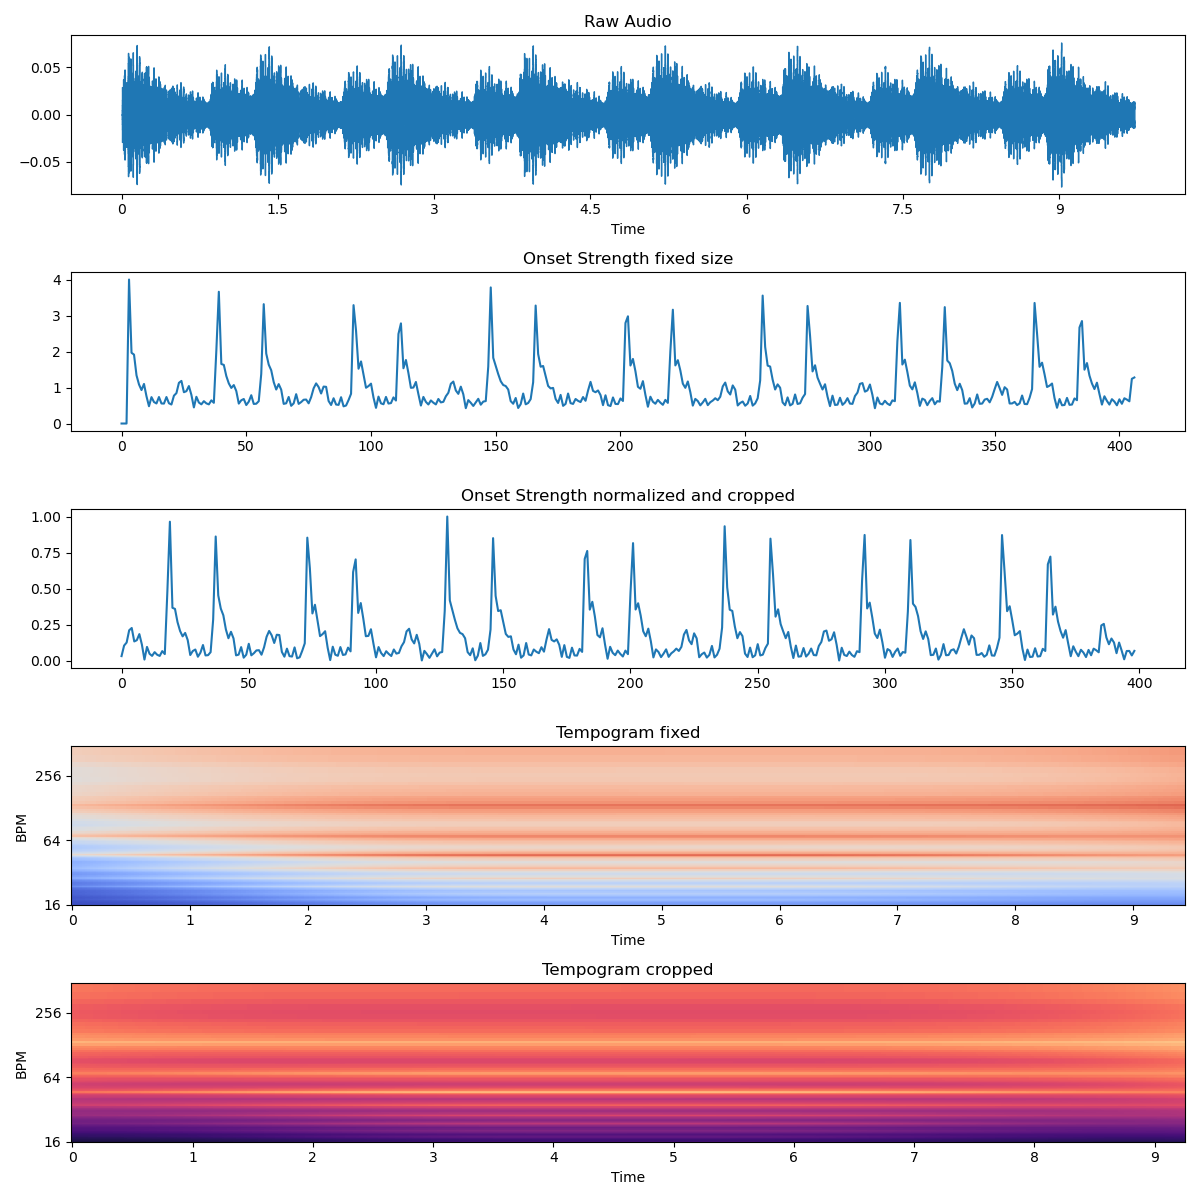 Raw Audio
0.05
0.00
−0.05
0 1.5 3 4.5 6 7.5 9
Time
Onset Strength fixed size
4
3
2
1
0
0 50 100 150 200 250 300 350 400
Onset Strength normalized and cropped
1.00
0.75
0.50
0.25
0.00
0 50 100 150 200 250 300 350 400
Tempogram fixed
256
64
16
BPM
0 1 2 3 4 5 6 7 8 9
Time
Tempogram cropped
256
64
16
BPM
0 1 2 3 4 5 6 7 8 9
Time